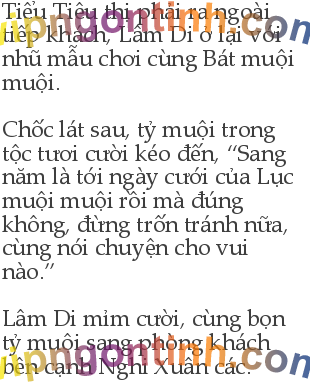 Tiểu Tiêu thị phải ra ngoài
tiếp khách, Lâm Di ở lại với
nhũ mẫu chơi cùng Bát muội
muội.
Chốc lát sau, tỷ muội trong
tộc tươi cười kéo đến, “Sang
năm là tới ngày cưới của Lục
muội muội rồi mà đúng
không, đừng trốn tránh nữa,
cùng nói chuyện cho vui
nào.”
Lâm Di mỉm cười, cùng bọn
tỷ muội sang phòng khách
bên cạnh Nghi Xuân các.
vipngontinh.com
vipngontinh.com